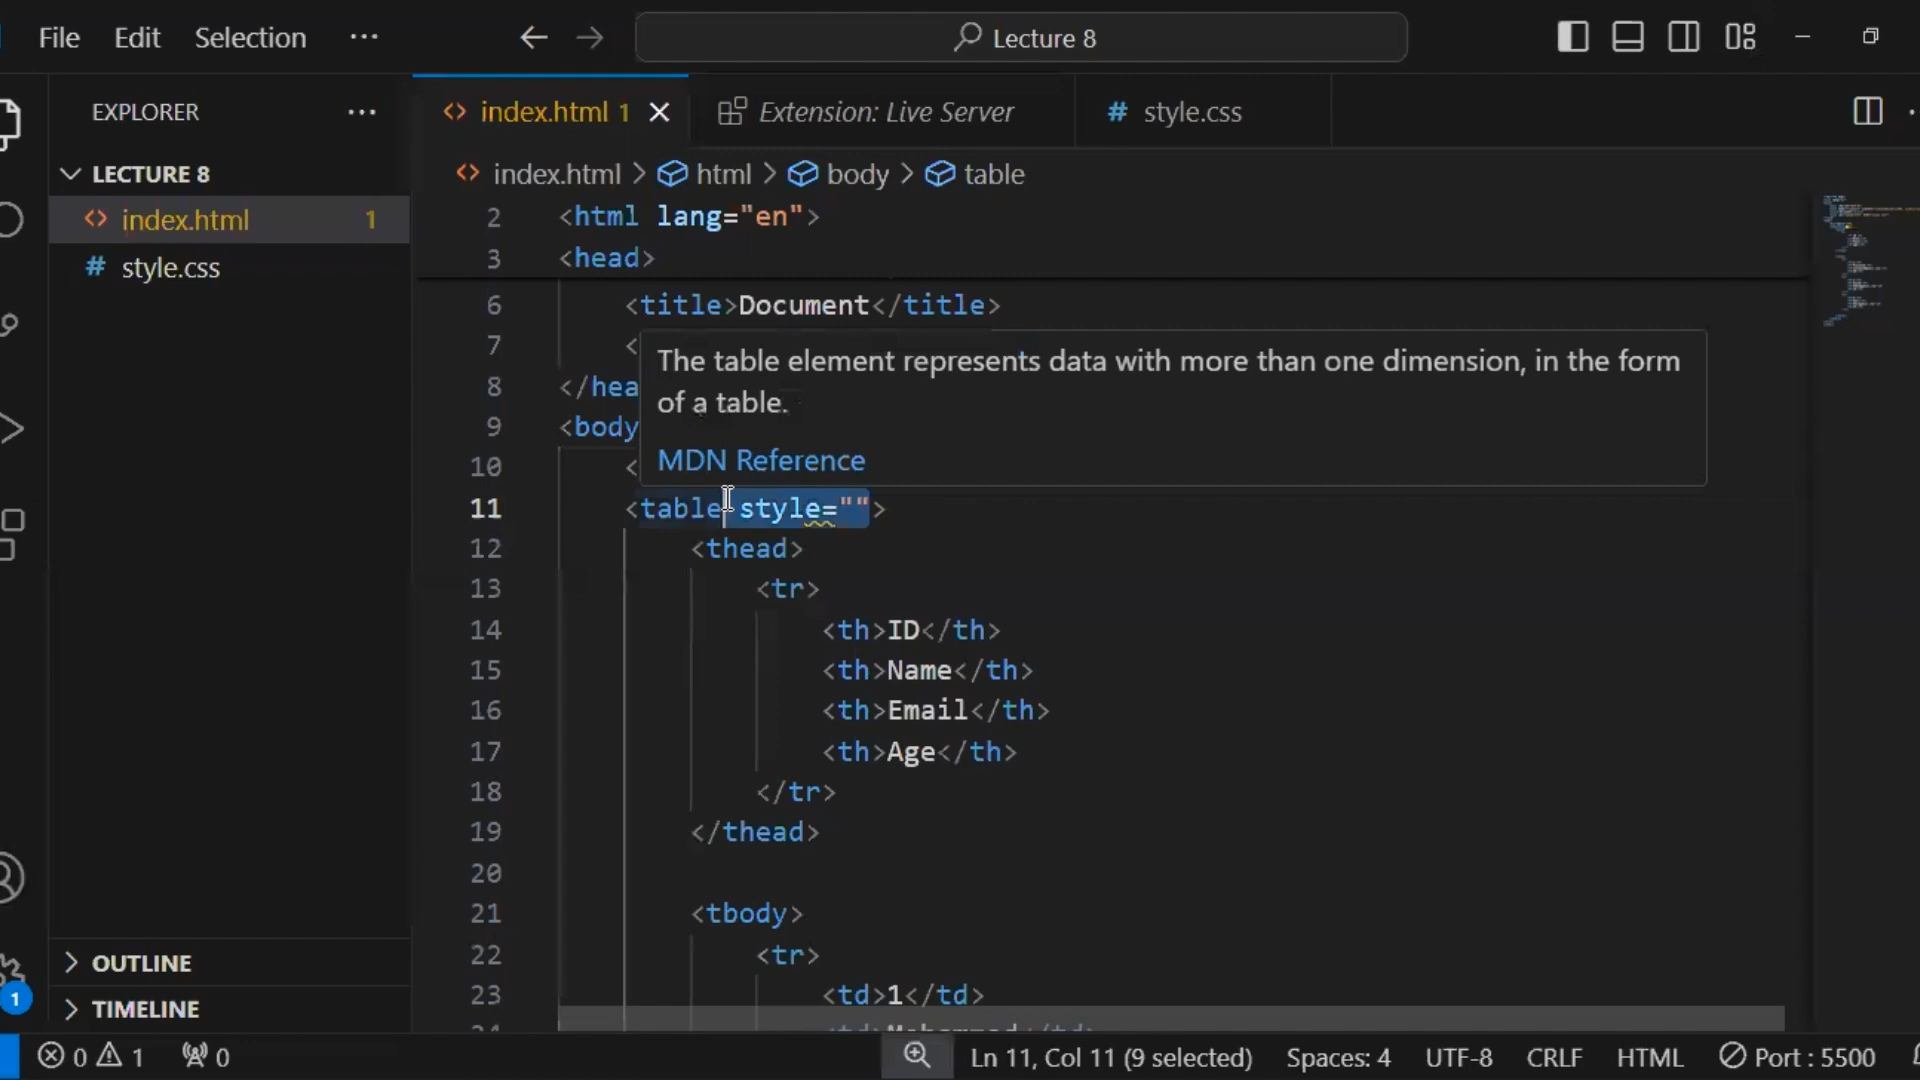 File Edit Selection ··· Lecture 8
EXPLORER ···
LECTURE 8
index.html 1
style.css
OUTLINE
TIMELINE
index.html 1 Extension: Live Server style.css
index.html > html > body > table
2 <html lang="en">
3 <head>
6 <title>Document</title>
7 <
8 </hea
9 <body
10 <
The table element represents data with more than one dimension, in the form
of a table.
MDN Reference
11 <table style="">
12 <thead>
13 <tr>
14 <th>ID</th>
15 <th>Name</th>
16 <th>Email</th>
17 <th>Age</th>
18 </tr>
19 </thead>
20
21 <tbody>
22 <tr>
23 <td>1</td>
0 1 0 Ln 11, Col 11 (9 selected) Spaces: 4 UTF-8 CRLF HTML Port : 5500
1